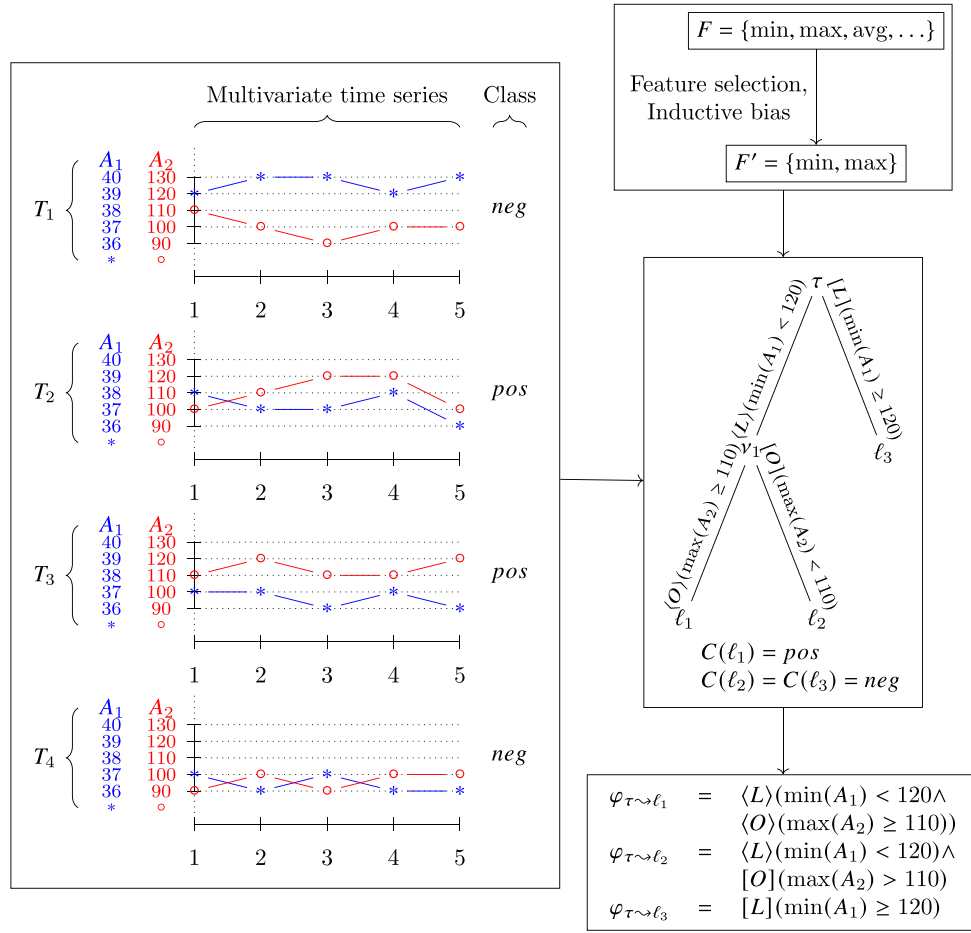 Multivariate time series Class
A₁ A₂
T₁
40 130
39 120
38 110
37 100
36 90
* ○
neg
1 2 3 4 5
A₁ A₂
T₂
40 130
39 120
38 110
37 100
36 90
* ○
pos
1 2 3 4 5
A₁ A₂
T₃
40 130
39 120
38 110
37 100
36 90
* ○
pos
1 2 3 4 5
A₁ A₂
T₄
40 130
39 120
38 110
37 100
36 90
* ○
neg
1 2 3 4 5
F = {min, max, avg, …}
Feature selection,
Inductive bias
F′ = {min, max}
τ
⟨L⟩(min(A₁) < 120)
[L](min(A₁) ≥ 120)
ν₁
ℓ₃
⟨O⟩(max(A₂) ≥ 110)
[O](max(A₂) < 110)
ℓ₁ ℓ₂
C(ℓ₁) = pos
C(ℓ₂) = C(ℓ₃) = neg
φτ⇝ℓ₁ = ⟨L⟩(min(A₁) < 120∧
⟨O⟩(max(A₂) ≥ 110))
φτ⇝ℓ₂ = ⟨L⟩(min(A₁) < 120)∧
[O](max(A₂) > 110)
φτ⇝ℓ₃ = [L](min(A₁) ≥ 120)